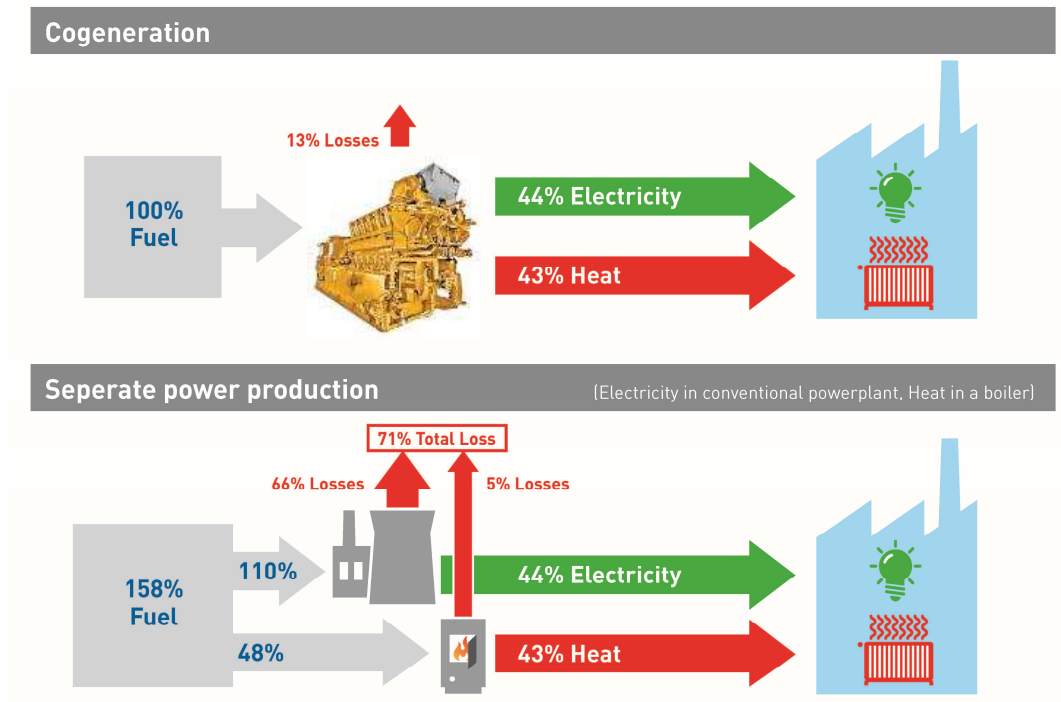 Cogeneration
13% Losses
100%
Fuel
44% Electricity
43% Heat
Seperate power production
(Electricity in conventional powerplant, Heat in a boiler)
71% Total Loss
66% Losses
5% Losses
158%
Fuel
110%
44% Electricity
48%
43% Heat